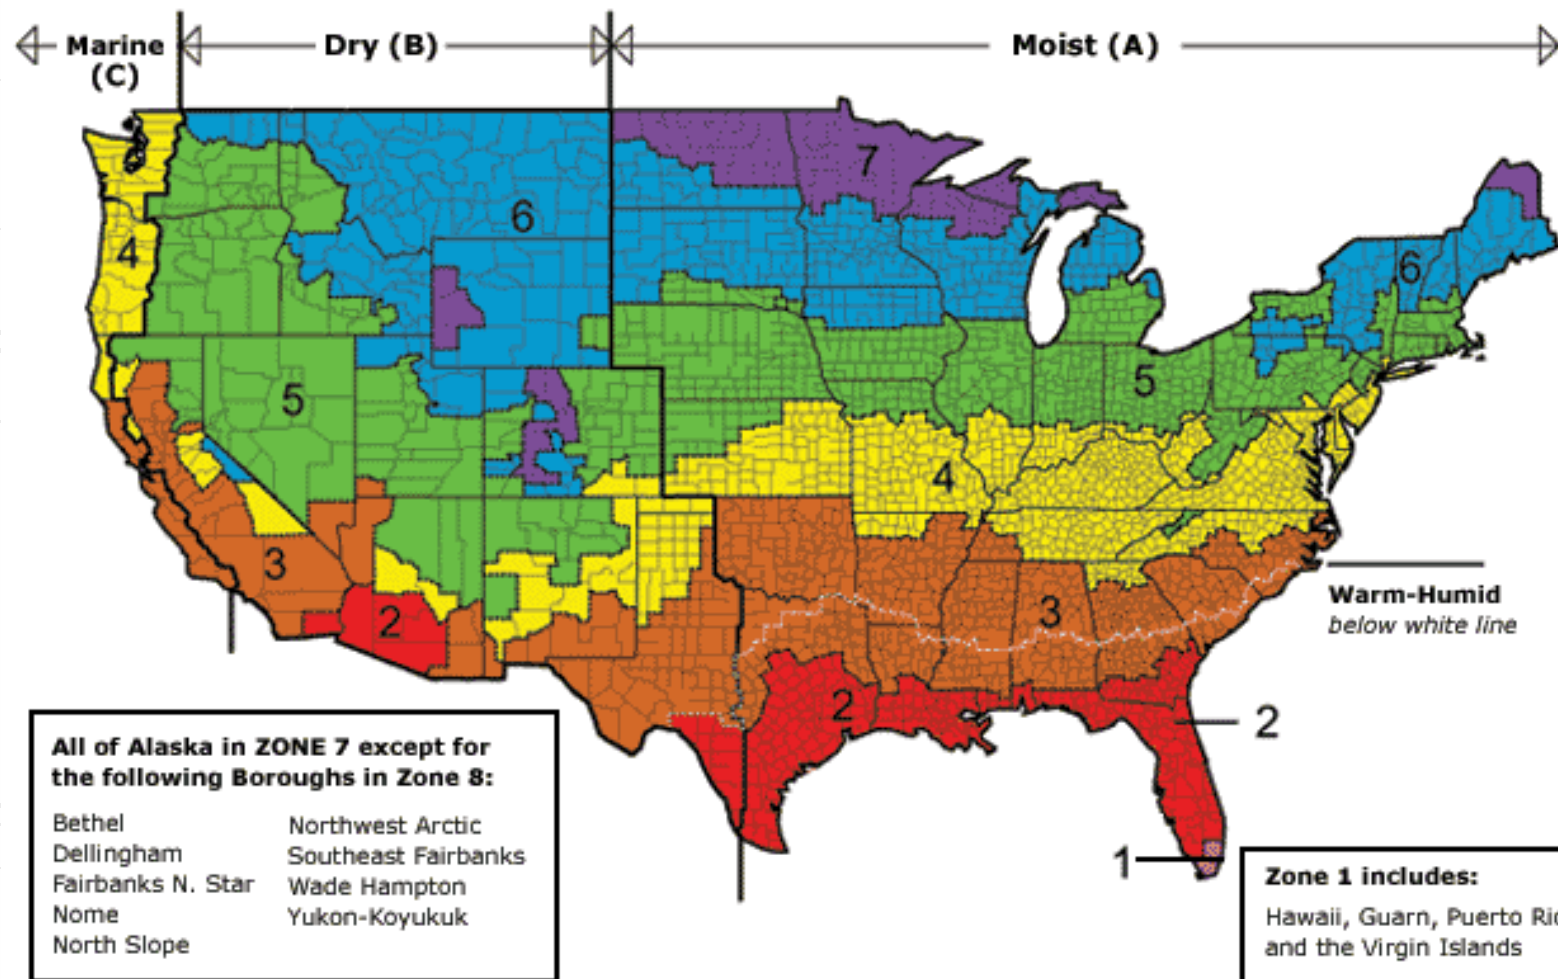 Marine
(C)
Dry (B)
Moist (A)
7
6
4
6
5
5
4
3
3
2
2
2
1
Warm-Humid
below white line
All of Alaska in ZONE 7 except for
the following Boroughs in Zone 8:
Bethel
Dellingham
Fairbanks N. Star
Nome
North Slope
Northwest Arctic
Southeast Fairbanks
Wade Hampton
Yukon-Koyukuk
Zone 1 includes:
Hawaii, Guarn, Puerto
and the Virgin Islands